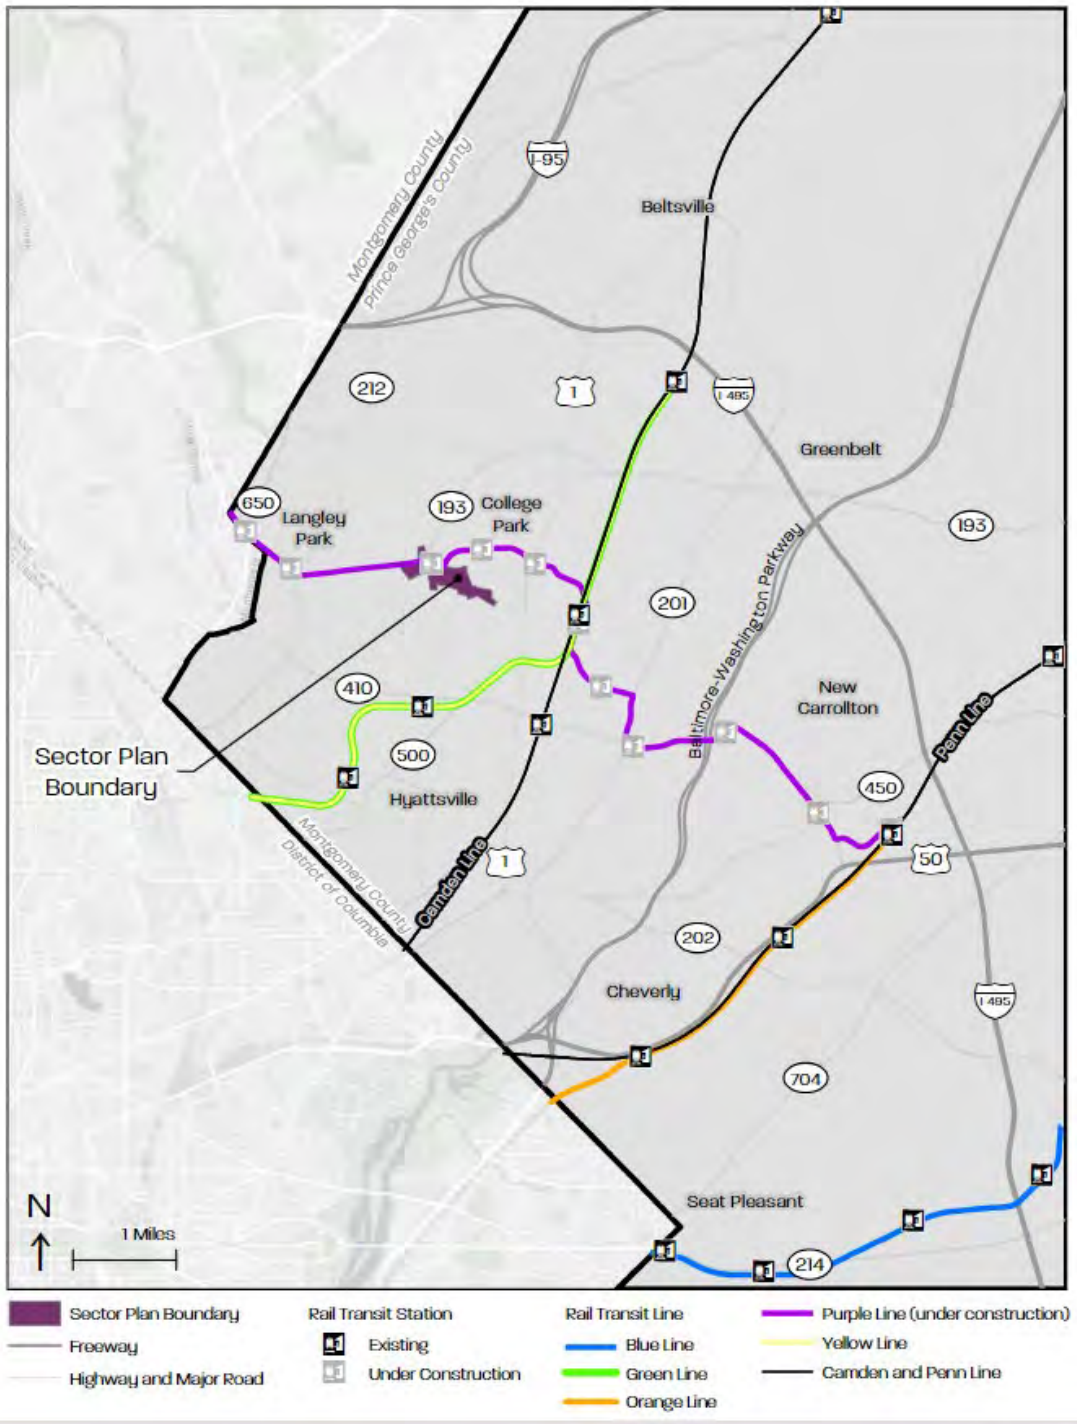 Montgomery County
Prince George's County
I-95
Beltsville
212
1
I-495
Greenbelt
650
Langley
Park
193
College
Park
193
201
Baltimore-Washington Parkway
410
New
Carrollton
Penn Line
Sector Plan
Boundary
500
Hyattsville
450
50
Montgomery County
District of Columbia
Camden Line
1
202
Cheverly
I 495
704
Seat Pleasant
214
N
1 Miles
Sector Plan Boundary
Freeway
Highway and Major Road
Rail Transit Station
Existing
Under Construction
Rail Transit Line
Blue Line
Green Line
Orange Line
Purple Line (under construction)
Yellow Line
Camden and Penn Line